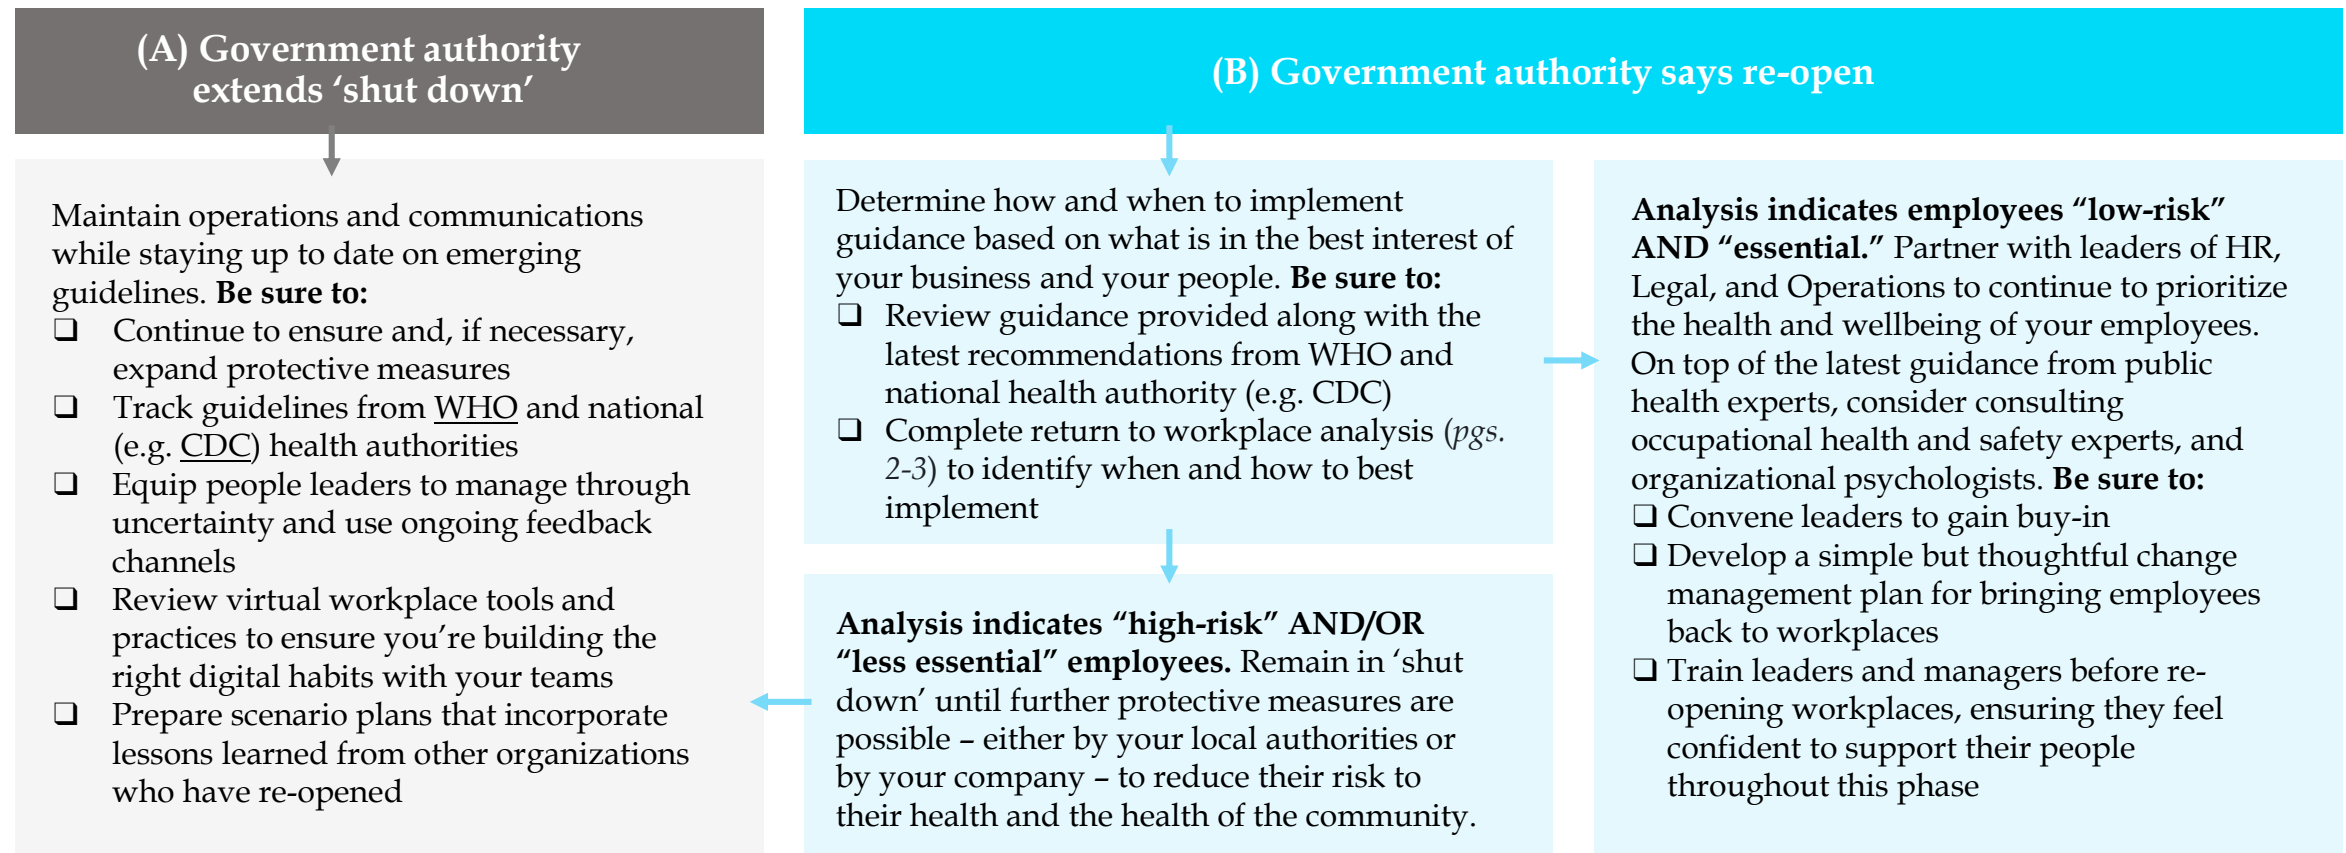 (A) Government authority
extends ‘shut down’
Maintain operations and communications
while staying up to date on emerging
guidelines. Be sure to:
❑ Continue to ensure and, if necessary,
expand protective measures
❑ Track guidelines from WHO and national
(e.g. CDC) health authorities
❑ Equip people leaders to manage through
uncertainty and use ongoing feedback
channels
❑ Review virtual workplace tools and
practices to ensure you’re building the
right digital habits with your teams
❑ Prepare scenario plans that incorporate
lessons learned from other organizations
who have re-opened
(B) Government authority says re-open
Determine how and when to implement
guidance based on what is in the best interest of
your business and your people. Be sure to:
❑ Review guidance provided along with the
latest recommendations from WHO and
national health authority (e.g. CDC)
❑ Complete return to workplace analysis (pgs.
2-3) to identify when and how to best
implement
Analysis indicates “high-risk” AND/OR
“less essential” employees. Remain in ‘shut
down’ until further protective measures are
possible – either by your local authorities or
by your company – to reduce their risk to
their health and the health of the community.
Analysis indicates employees “low-risk”
AND “essential.” Partner with leaders of HR,
Legal, and Operations to continue to prioritize
the health and wellbeing of your employees.
On top of the latest guidance from public
health experts, consider consulting
occupational health and safety experts, and
organizational psychologists. Be sure to:
❑ Convene leaders to gain buy-in
❑ Develop a simple but thoughtful change
management plan for bringing employees
back to workplaces
❑ Train leaders and managers before re-
opening workplaces, ensuring they feel
confident to support their people
throughout this phase